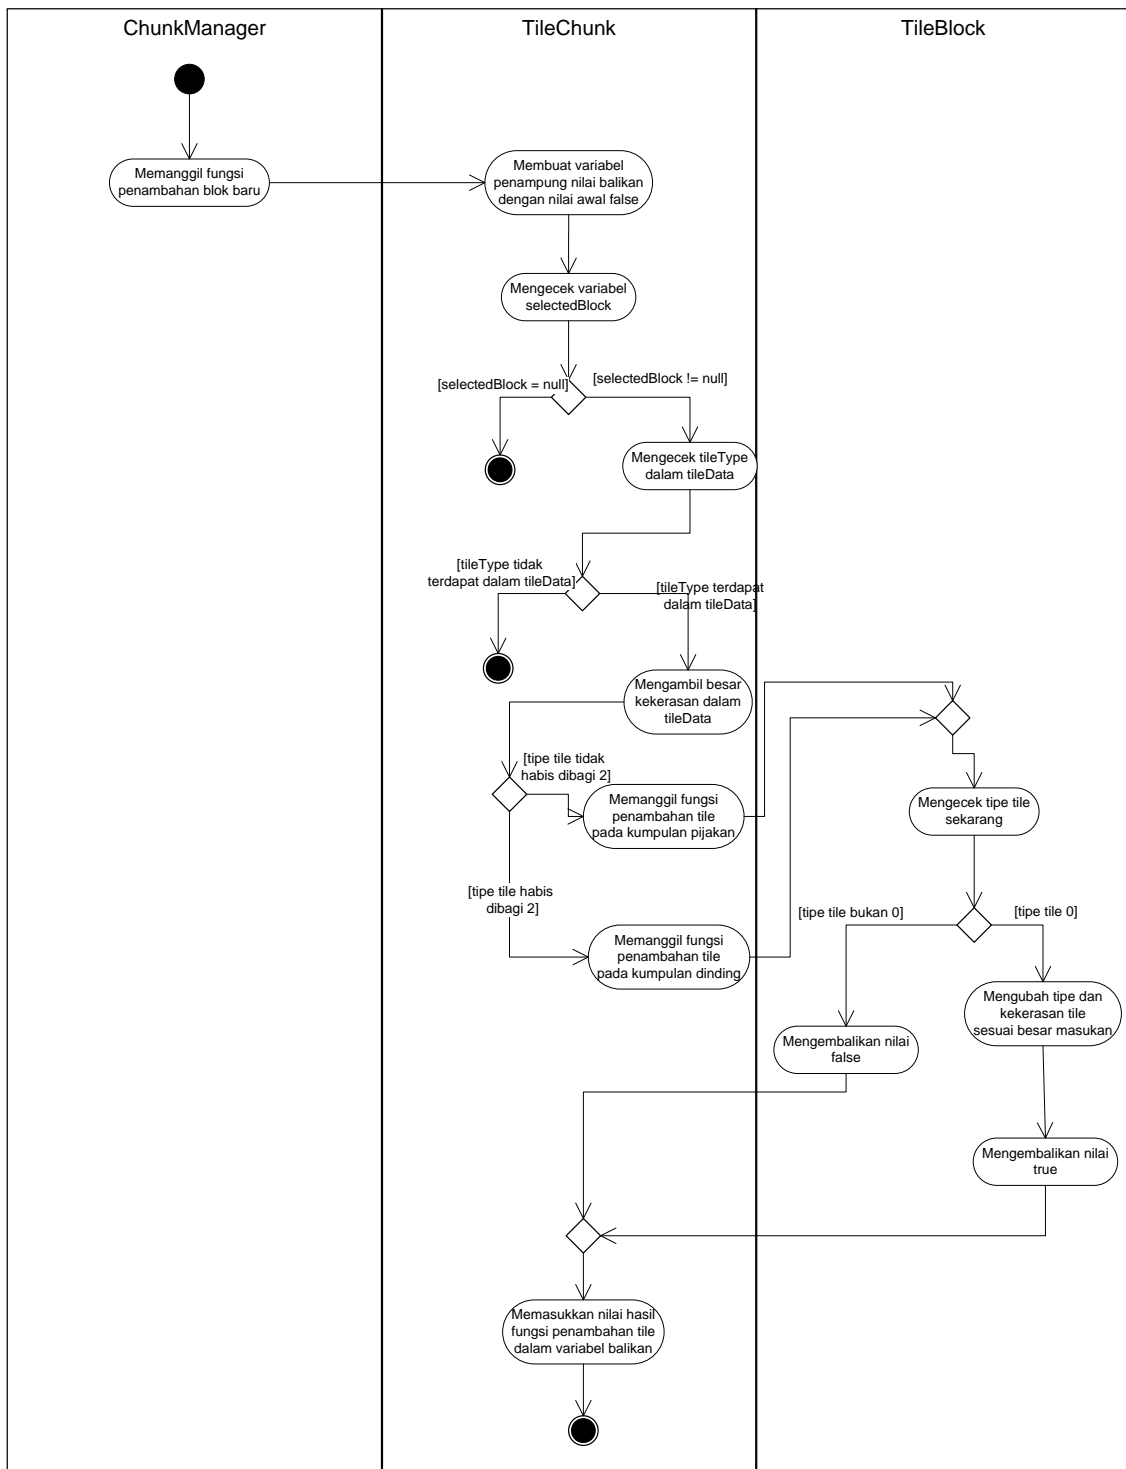 ChunkManager
TileChunk
TileBlock
Memanggil fungsi
penambahan blok baru
Membuat variabel
penampung nilai balikan
dengan nilai awal false
Mengecek variabel
selectedBlock
[selectedBlock = null]
[selectedBlock != null]
Mengecek tileType
dalam tileData
[tileType tidak
terdapat dalam tileData]
[tileType terdapat
dalam tileData]
Mengambil besar
kekerasan dalam
tileData
[tipe tile tidak
habis dibagi 2]
Memanggil fungsi
penambahan tile
pada kumpulan pijakan
Mengecek tipe tile
sekarang
[tipe tile habis
dibagi 2]
[tipe tile bukan 0]
[tipe tile 0]
Memanggil fungsi
penambahan tile
pada kumpulan dinding
Mengubah tipe dan
kekerasan tile
sesuai besar masukan
Mengembalikan nilai
false
Mengembalikan nilai
true
Memasukkan nilai hasil
fungsi penambahan tile
dalam variabel balikan